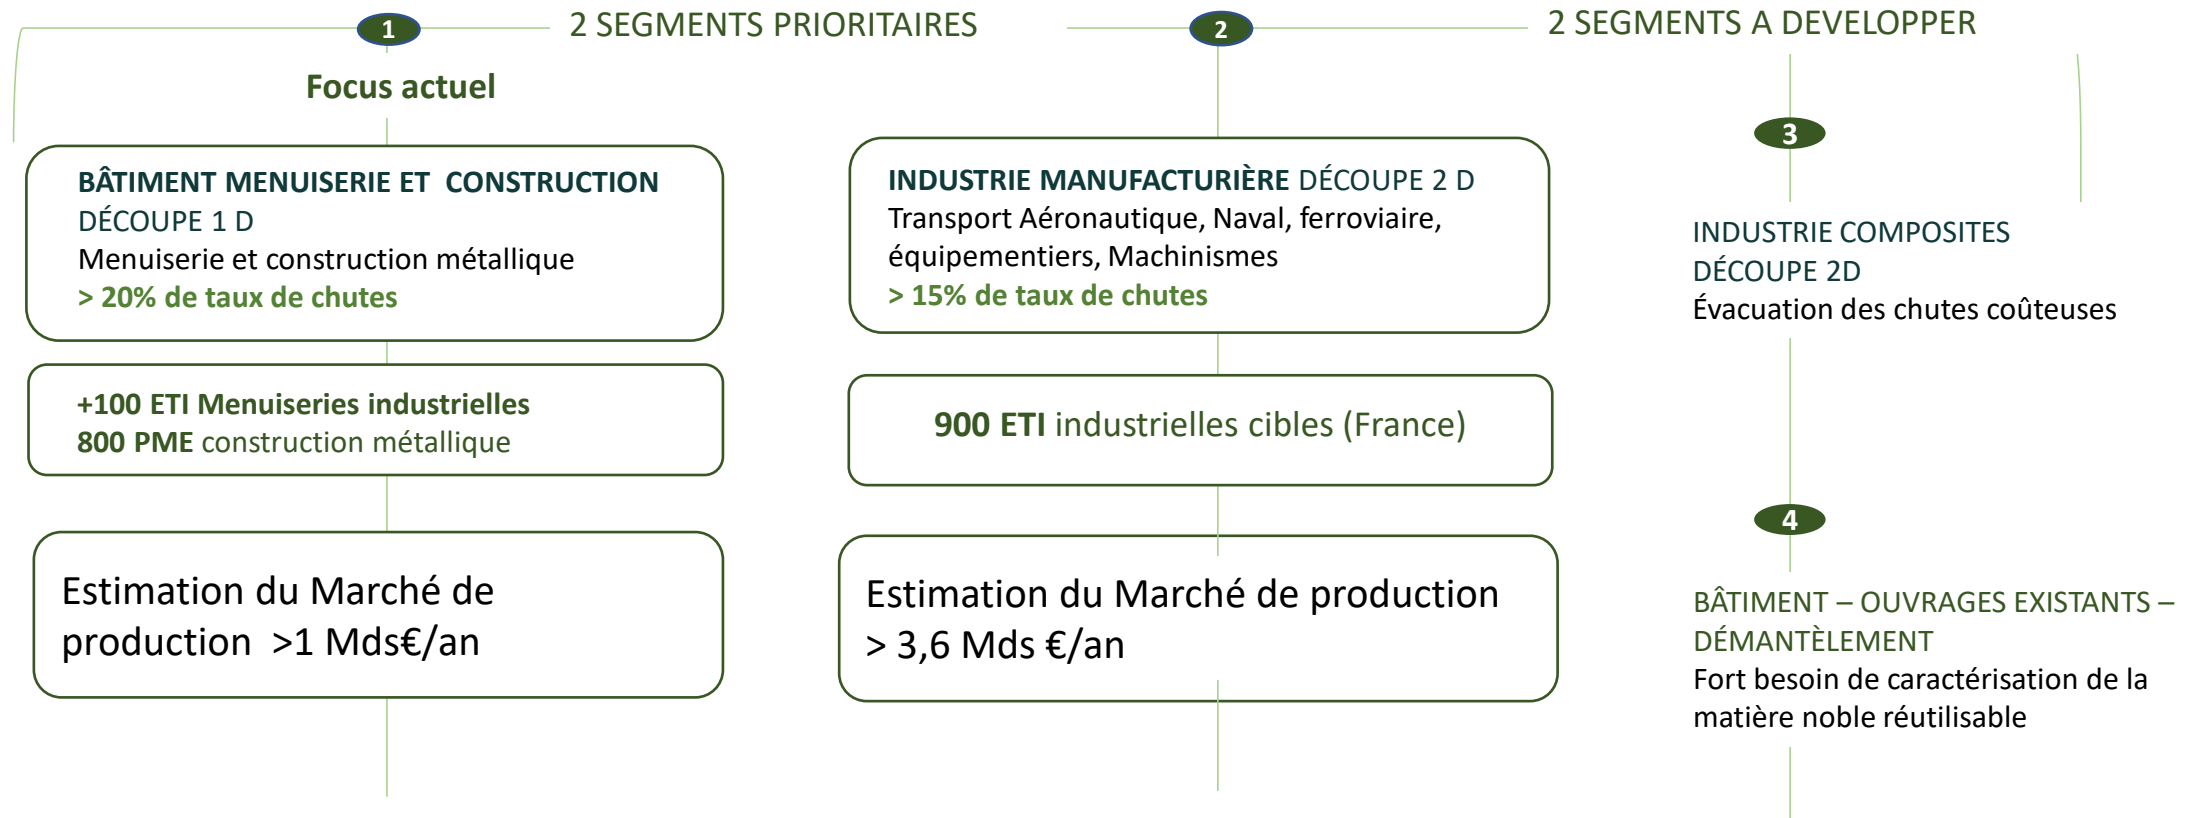 2 SEGMENTS PRIORITAIRES
2 SEGMENTS A DEVELOPPER
1
Focus actuel
BÂTIMENT MENUISERIE ET CONSTRUCTION
DÉCOUPE 1 D
Menuiserie et construction métallique
> 20% de taux de chutes
+100 ETI Menuiseries industrielles
800 PME construction métallique
Estimation du Marché de
production >1 Mds€/an
2
INDUSTRIE MANUFACTURIÈRE DÉCOUPE 2 D
Transport Aéronautique, Naval, ferroviaire,
équipementiers, Machinismes
> 15% de taux de chutes
900 ETI industrielles cibles (France)
Estimation du Marché de production
> 3,6 Mds €/an
3
INDUSTRIE COMPOSITES
DÉCOUPE 2D
Évacuation des chutes coûteuses
4
BÂTIMENT – OUVRAGES EXISTANTS –
DÉMANTÈLEMENT
Fort besoin de caractérisation de la
matière noble réutilisable